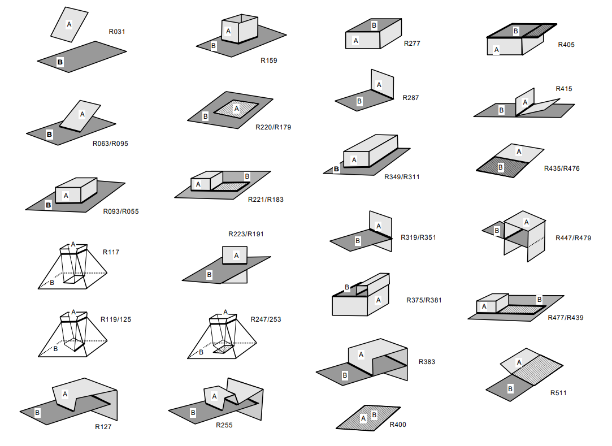 A
R031
B
A
R159
B
B
R277
A
B
R405
A
A
R287
B
R415
A
B
A
B
R063/R095
A
R220/R179
A
B
R349/R311
A
R435/R476
B
A
B
R093/R055
B
A
R221/R183
A
B
R319/R351
A
B
R447/R479
A
R117
B
R223/R191
A
B
B
R375/R381
A
B
A
R477/R439
A
R119/125
B
A
R247/253
B
A
R383
B
A
R511
B
A
B
R127
A
B
R255
A B
R400